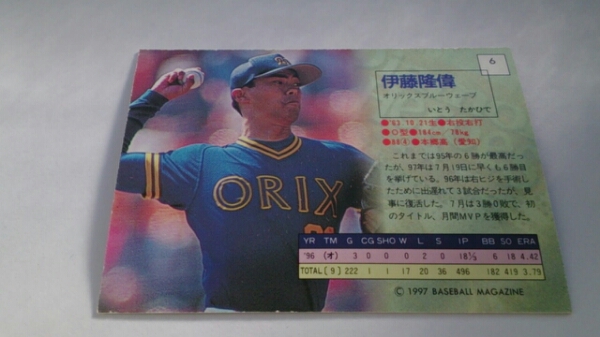 6
伊藤隆偉
オリックスブルーウェーブ
いとう たかひで
●'63.10.21生●右投右打
●O型●184cm、78kg
●88④●本郷高(愛知)
これまでは95年の6勝が最高だっ
たが、97年は7月19日に早くも6勝目
を挙げている。96年は右ヒジを手術し
たために出遅れて3試合だったが、見
事に復活した。7月は3勝0敗で、初
のタイトル、月間MVPを獲得した。
ORIX
YR TM G CG SHO W L S IP BB SO ERA
'96 (オ) 3 0 0 0 2 0 18⅓ 6 18 4.42
TOTAL [9] 222 1 1 17 20 36 496 182 419 3.79
© 1997 BASEBALL MAGAZINE